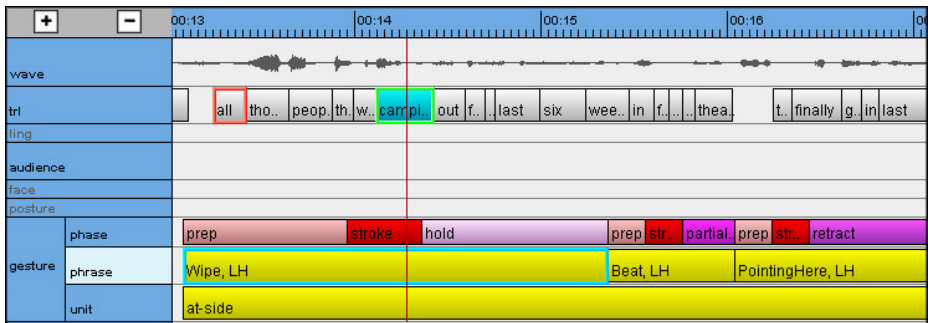 + - 00:13 00:14 00:15 00:16 00
wave
trl all tho.. peop. th. w.. campi.. out f.. .. last six wee.. in f.. .. .. thea. t.. finally g.. in last
ling
audience
face
posture
phase prep stroke hold prep str.. partial.. prep str.. retract
gesture phrase Wipe, LH Beat, LH PointingHere, LH
unit at-side